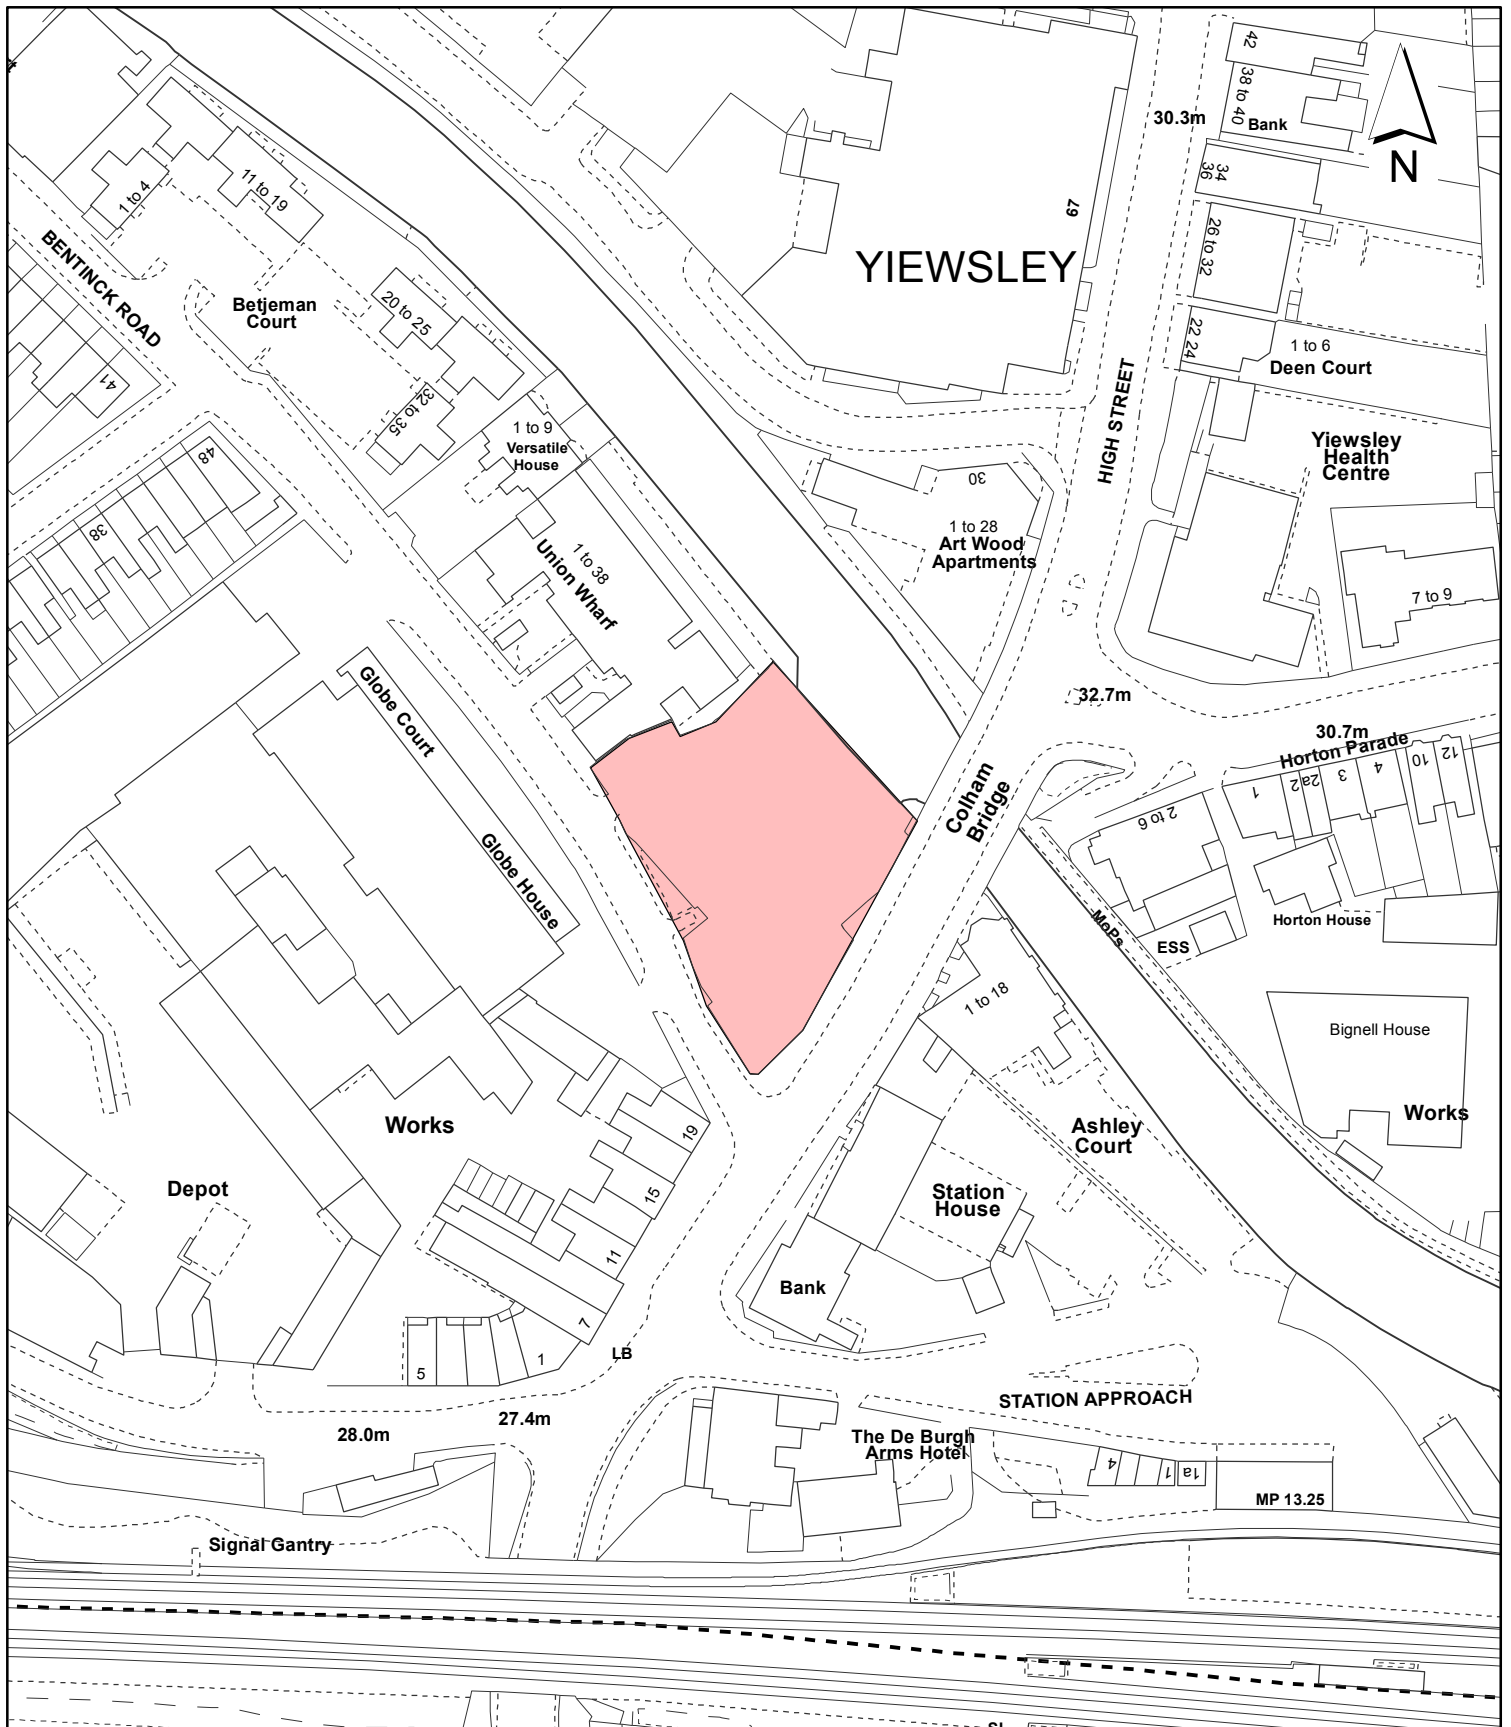 42
38 to 40
30.3m
Bank
N
34
36
1 to 4
11 to 19
67
26 to 32
YIEWSLEY
BENTINCK ROAD
Betjeman
Court
20 to 25
22 24
1 to 6
Deen Court
41
HIGH STREET
32 to
35
1 to 9
Versatile
House
Yiewsley
Health
Centre
48
30
38
1 to 28
Art Wood
Apartments
1 to 38
Union Wharf
7 to 9
Globe Court
32.7m
30.7m
Horton Parade
1
2
2a
3
4
10
12
Colham
Bridge
2 to 6
Globe House
MoPs
ESS
Horton House
1 to 18
Bignell House
Works
Works
19
Ashley
Court
Depot
15
Station
House
11
Bank
7
LB
5
1
STATION APPROACH
27.4m
28.0m
The De Burgh
Arms Hotel
4
1
1a
MP 13.25
Signal Gantry